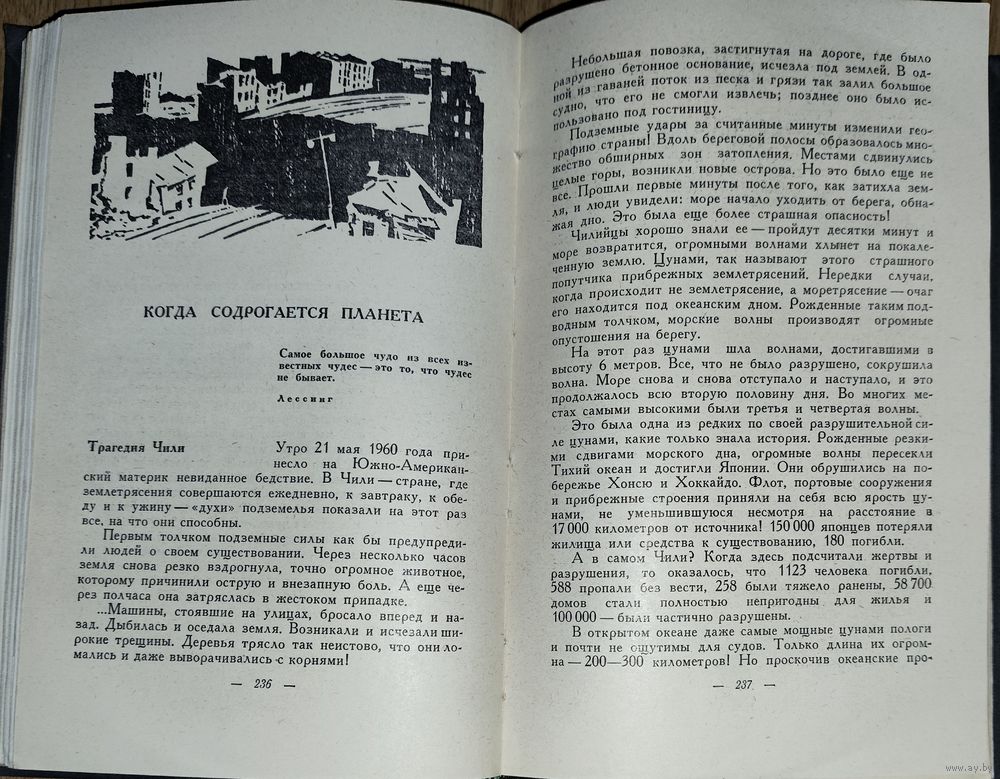 КОГДА СОДРОГАЕТСЯ ПЛАНЕТА
Самое большое чудо из всех из-
вестных чудес — это то, что чудес
не бывает.
Лессинг
Трагедия Чили
Утро 21 мая 1960 года при-
несло на Южно-Американ-
ский материк невиданное бедствие. В Чили — стране, где
землетрясения совершаются ежедневно, к завтраку, к обе-
ду и к ужину — «духи» подземелья показали на этот раз
все, на что они способны.
Первым толчком подземные силы как бы предупреди-
ли людей о своем существовании. Через несколько часов
земля снова резко вздрогнула, точно огромное животное,
которому причинили острую и внезапную боль. А еще че-
рез полчаса она затряслась в жестоком припадке.
...Машины, стоявшие на улицах, бросало вперед и на-
зад. Дыбилась и оседала земля. Возникали и исчезали ши-
рокие трещины. Деревья трясло так неистово, что они ло-
мались и даже выворачивались с корнями!
— 236 —
Небольшая повозка, застигнутая на дороге, где было
разрушено бетонное основание, исчезла под землей. В од-
ной из гаваней поток из песка и грязи так залил большое
судно, что его не смогли извлечь; позднее оно было ис-
пользовано под гостиницу.
Подземные удары за считанные минуты изменили гео-
графию страны! Вдоль береговой полосы образовалось мно-
жество обширных зон затопления. Местами сдвинулись
целые горы, возникли новые острова. Но это было еще не
все. Прошли первые минуты после того, как затихла зем-
ля, и люди увидели: море начало уходить от берега, обна-
жая дно. Это была еще более страшная опасность!
Чилийцы хорошо знали ее — пройдут десятки минут и
море возвратится, огромными волнами хлынет на покале-
ченную землю. Цунами, так называют этого страшного
попутчика прибрежных землетрясений. Нередки случаи,
когда происходит не землетрясение, а моретрясение — очаг
его находится под океанским дном. Рожденные таким под-
водным толчком, морские волны производят огромные
опустошения на берегу.
На этот раз цунами шла волнами, достигавшими в
высоту 6 метров. Все, что не было разрушено, сокрушила
волна. Море снова и снова отступало и наступало, и это
продолжалось всю вторую половину дня. Во многих ме-
стах самыми высокими были третья и четвертая волны.
Это была одна из редких по своей разрушительной си-
ле цунами, какие только знала история. Рожденные резки-
ми сдвигами морского дна, огромные волны пересекли
Тихий океан и достигли Японии. Они обрушились на по-
бережье Хонсю и Хоккайдо. Флот, портовые сооружения
и прибрежные строения приняли на себя всю ярость цу-
нами, не уменьшившуюся несмотря на расстояние в
17 000 километров от источника! 150 000 японцев потеряли
жилища или средства к существованию, 180 погибли.
А в самом Чили? Когда здесь подсчитали жертвы и
разрушения, то оказалось, что 1123 человека погибли,
588 пропали без вести, 258 были тяжело ранены, 58 700
домов стали полностью непригодны для жилья и
100 000 — были частично разрушены.
В открытом океане даже самые мощные цунами пологи
и почти не ощутимы для судов. Только длина их огром-
на — 200—300 километров! Но проскочив океанские про-
— 237 —
www.ay.by